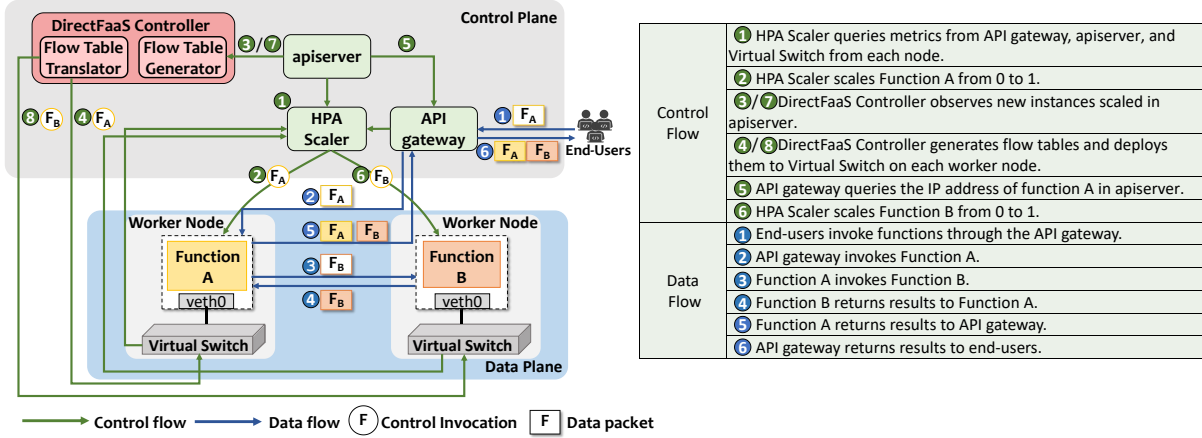 Control Plane
DirectFaaS Controller
Flow Table
Translator
Flow Table
Generator
3/7
apiserver
5
8 FB
4 FA
1
HPA
Scaler
API
gateway
1 FA
6 FA FB
End-Users
2 FA
6 FB
2 FA
Worker Node
Worker Node
5 FA FB
Function
A
3 FB
Function
B
4 FB
veth0
veth0
Virtual Switch
Virtual Switch
Data Plane
Control flow
Data flow
F Control Invocation
F Data packet
Control
Flow
1 HPA Scaler queries metrics from API gateway, apiserver, and
Virtual Switch from each node.
2 HPA Scaler scales Function A from 0 to 1.
3/7DirectFaaS Controller observes new instances scaled in
apiserver.
4/8DirectFaaS Controller generates flow tables and deploys
them to Virtual Switch on each worker node.
5 API gateway queries the IP address of function A in apiserver.
6 HPA Scaler scales Function B from 0 to 1.
Data
Flow
1 End-users invoke functions through the API gateway.
2 API gateway invokes Function A.
3 Function A invokes Function B.
4 Function B returns results to Function A.
5 Function A returns results to API gateway.
6 API gateway returns results to end-users.